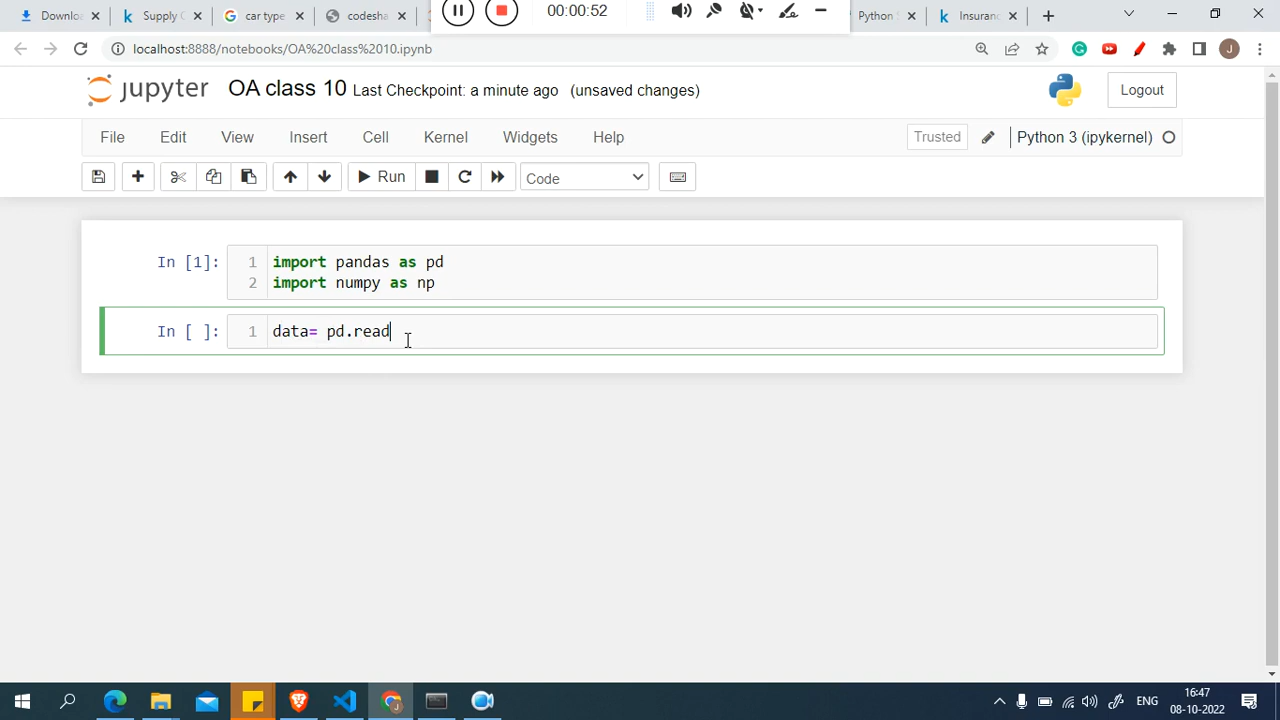 Downlo
Supply C
car type
codesha
00:00:52
Python
Insuranc
localhost:8888/notebooks/OA%20class%2010.ipynb
J
jupyter OA class 10 Last Checkpoint: a minute ago (unsaved changes)
Logout
File Edit View Insert Cell Kernel Widgets Help
Trusted
Python 3 (ipykernel)
Run
Code
In [1]:
1 import pandas as pd
2 import numpy as np
In [ ]:
1 data= pd.read
ENG
16:47
08-10-2022